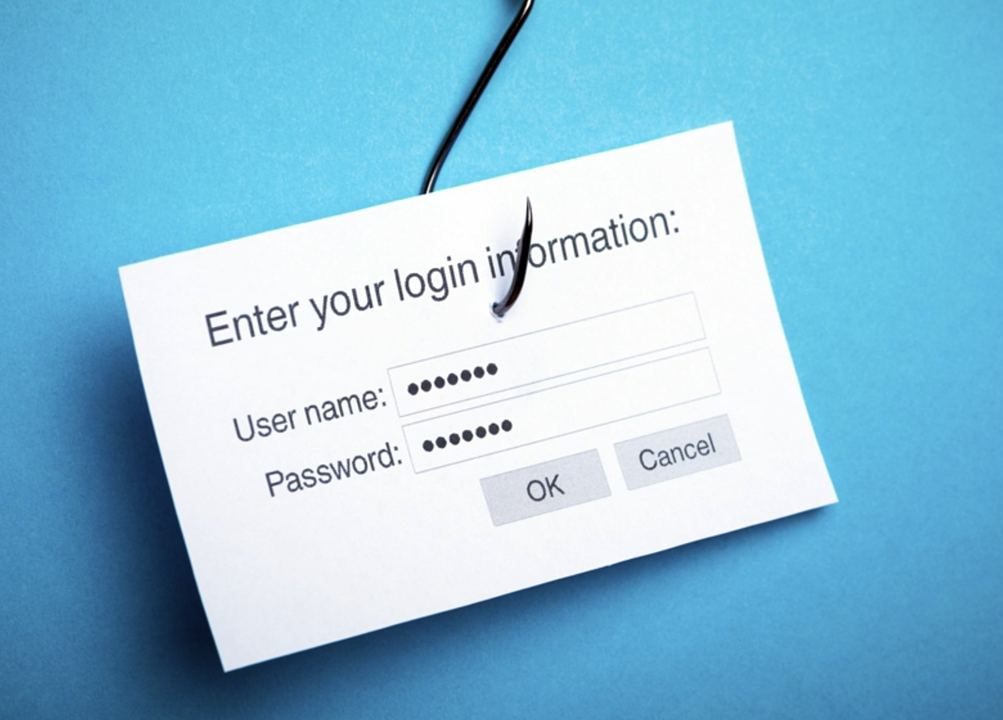 Enter your login information:
User name: •••••••
Password: •••••••
OK Cancel